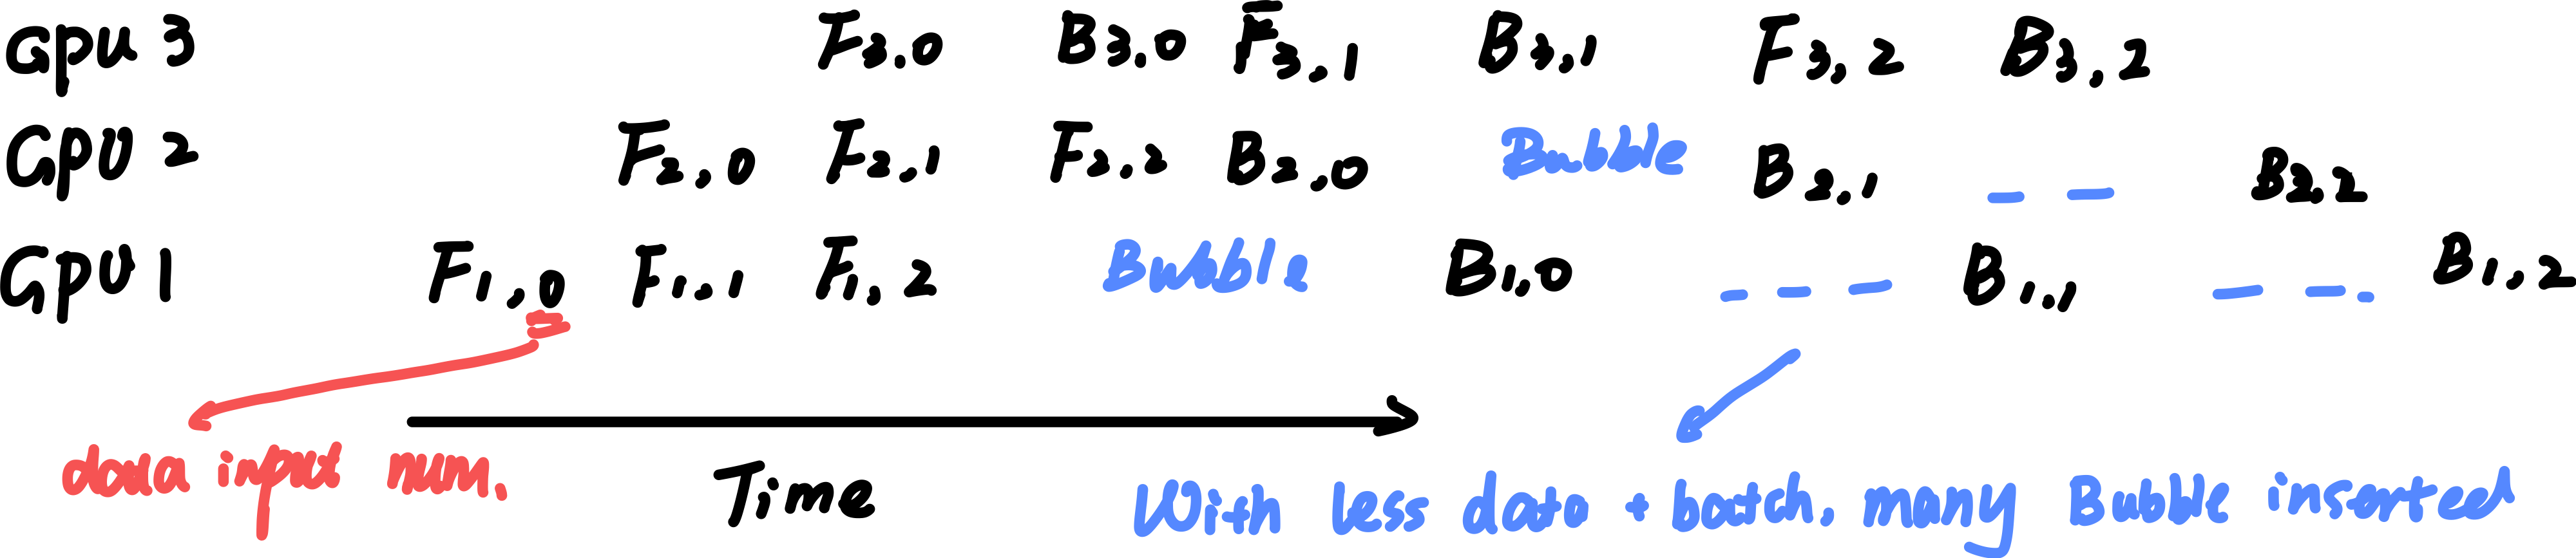 GPU 3 F3,0 B3,0 F3,1 B3,1 F3,2 B3,2
GPU 2 F2,0 F2,1 F2,2 B2,0 Bubble B2,1 - - B2,2
GPU 1 F1,0 F1,1 F1,2 Bubble B1,0 - - - B1,1 - - - B1,2
data input num.
Time
With less data + batch, many Bubble inserted